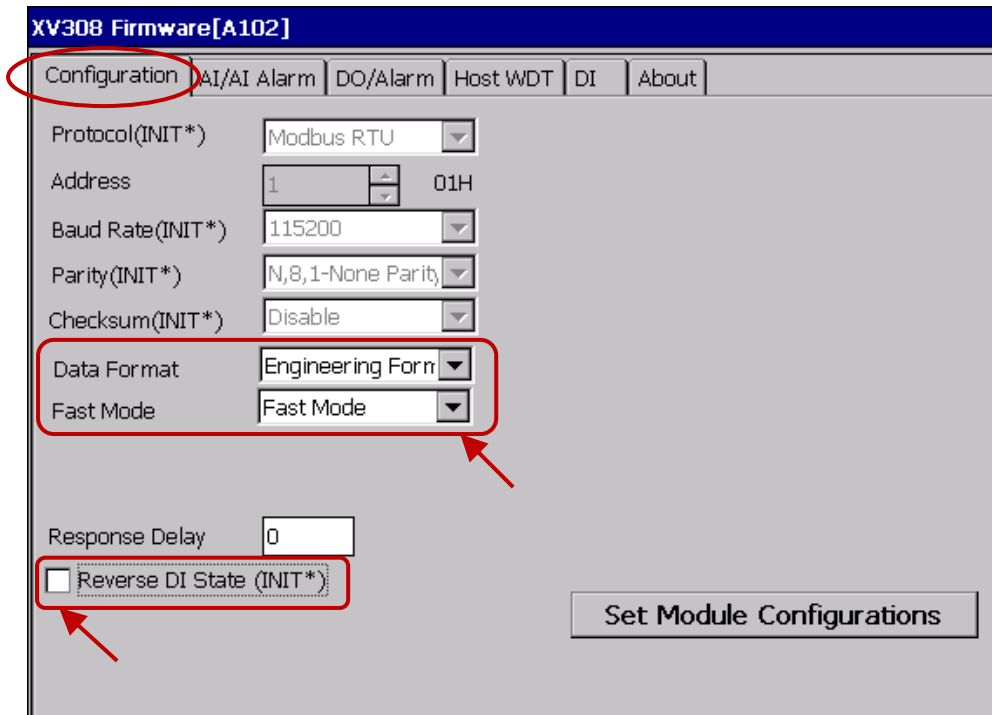 XV308 Firmware[A102]
Configuration AI/AI Alarm DO/Alarm Host WDT DI About
Protocol(INIT*) Modbus RTU
Address 1 01H
Baud Rate(INIT*) 115200
Parity(INIT*) N,8,1-None Parity
Checksum(INIT*) Disable
Data Format Engineering Form
Fast Mode Fast Mode
Response Delay 0
Reverse DI State (INIT*)
Set Module Configurations